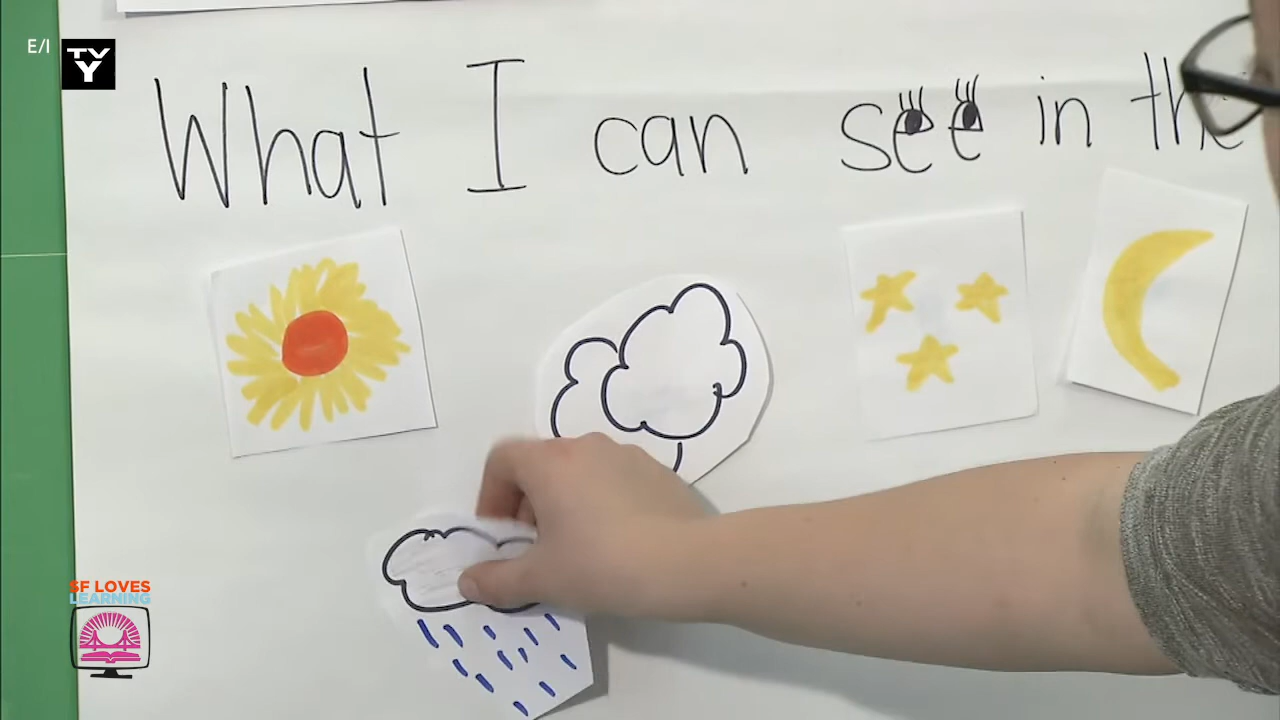 E/I
TV
Y
What I can see in the
SF LOVES
LEARNING